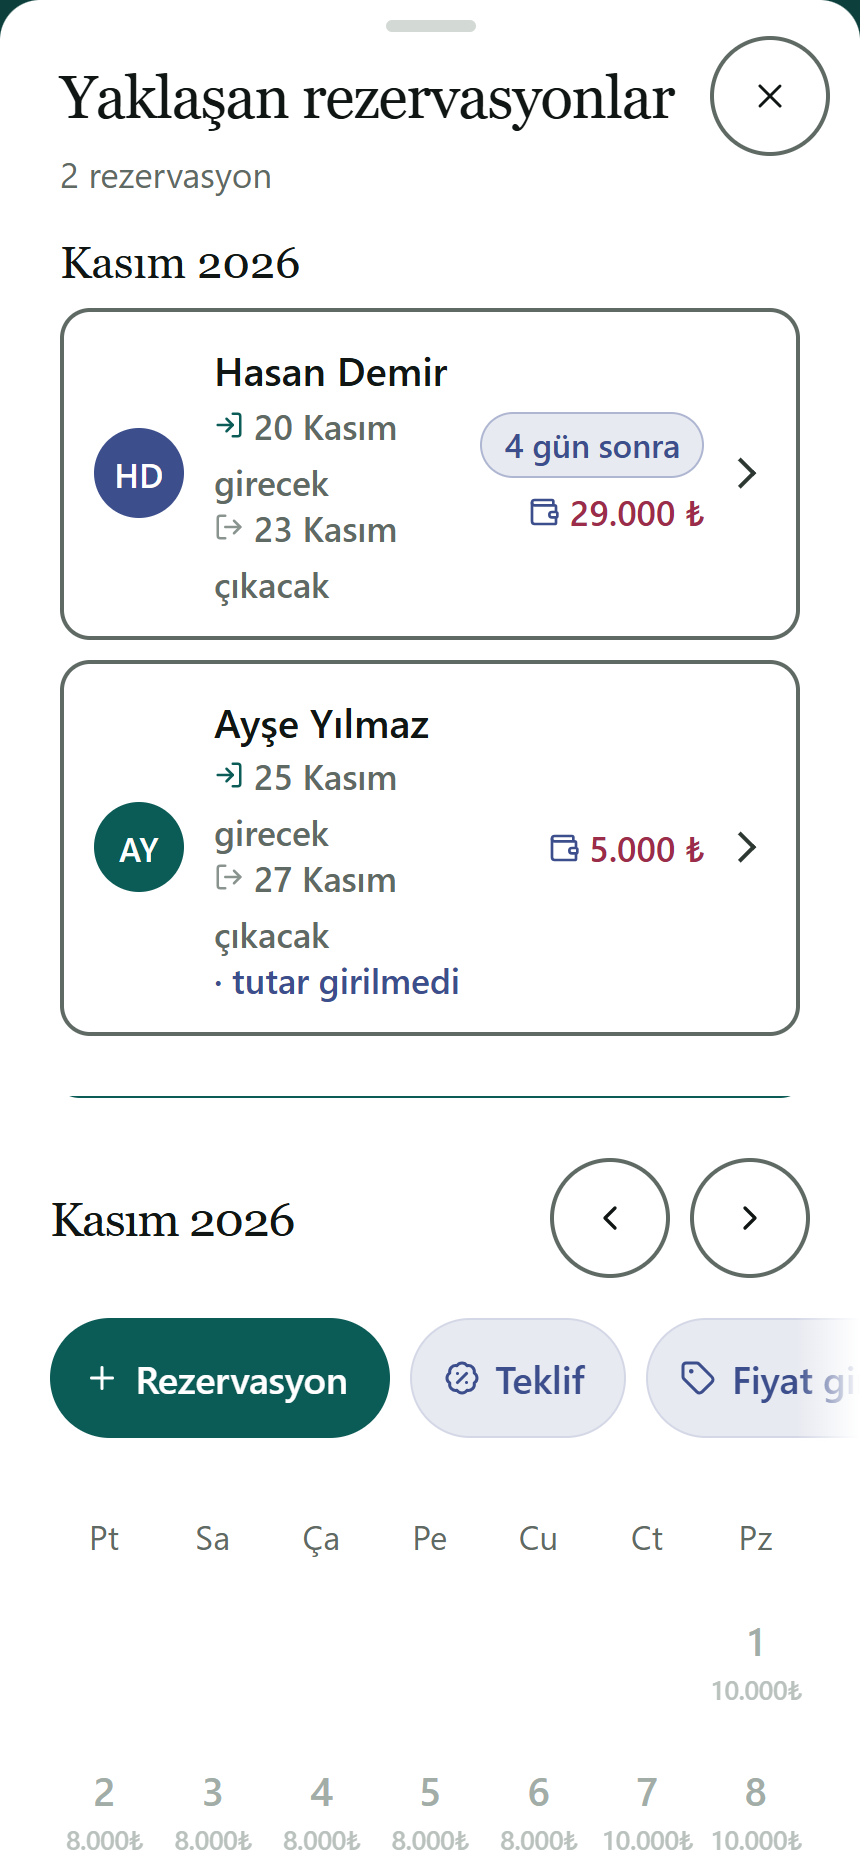 Yaklaşan rezervasyonlar
2 rezervasyon
Kasım 2026
Hasan Demir
20 Kasım
girecek
23 Kasım
çıkacak
HD
4 gün sonra
29.000 ₺
Ayşe Yılmaz
25 Kasım
girecek
27 Kasım
çıkacak
· tutar girilmedi
AY
5.000 ₺
Kasım 2026
+ Rezervasyon
Teklif
Fiyat gi
Pt Sa Ça Pe Cu Ct Pz
1
10.000₺
2 3 4 5 6 7 8
8.000₺ 8.000₺ 8.000₺ 8.000₺ 8.000₺ 10.000₺ 10.000₺